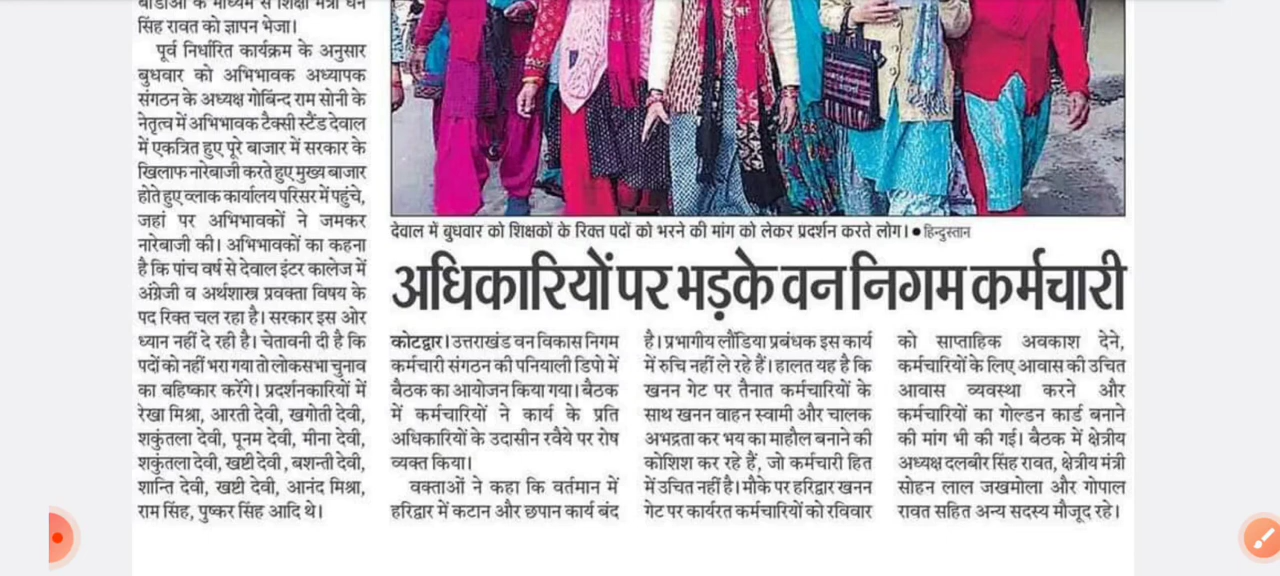 बीडीओ के माध्यम से शिक्षा मंत्री धन
सिंह रावत को ज्ञापन भेजा।
पूर्व निर्धारित कार्यक्रम के अनुसार
बुधवार को अभिभावक अध्यापक
संगठन के अध्यक्ष गोबिन्द राम सोनी के
नेतृत्व में अभिभावक टैक्सी स्टैंड देवाल
में एकत्रित हुए पूरे बाजार में सरकार के
खिलाफ नारेबाजी करते हुए मुख्य बाजार
होते हुए ब्लाक कार्यालय परिसर में पहुंचे,
जहां पर अभिभावकों ने जमकर
नारेबाजी की। अभिभावकों का कहना
है कि पांच वर्ष से देवाल इंटर कालेज में
अंग्रेजी व अर्थशास्त्र प्रवक्ता विषय के
पद रिक्त चल रहा है। सरकार इस ओर
ध्यान नहीं दे रही है। चेतावनी दी है कि
पदों को नहीं भरा गया तो लोकसभा चुनाव
का बहिष्कार करेंगे। प्रदर्शनकारियों में
रेखा मिश्रा, आरती देवी, खगोती देवी,
शकुंतला देवी, पूनम देवी, मीना देवी,
शकुंतला देवी, खष्टी देवी , बशन्ती देवी,
शान्ति देवी, खष्टी देवी, आनंद मिश्रा,
राम सिंह, पुष्कर सिंह आदि थे।
देवाल में बुधवार को शिक्षकों के रिक्त पदों को भरने की मांग को लेकर प्रदर्शन करते लोग। ● हिन्दुस्तान
अधिकारियों पर भड़के वन निगम कर्मचारी
कोटद्वार। उत्तराखंड वन विकास निगम
कर्मचारी संगठन की पनियाली डिपो में
बैठक का आयोजन किया गया। बैठक
में कर्मचारियों ने कार्य के प्रति
अधिकारियों के उदासीन रवैये पर रोष
व्यक्त किया।
वक्ताओं ने कहा कि वर्तमान में
हरिद्वार में कटान और छपान कार्य बंद
है। प्रभागीय लौंडिया प्रबंधक इस कार्य
में रुचि नहीं ले रहे हैं। हालत यह है कि
खनन गेट पर तैनात कर्मचारियों के
साथ खनन वाहन स्वामी और चालक
अभद्रता कर भय का माहौल बनाने की
कोशिश कर रहे हैं, जो कर्मचारी हित
में उचित नहीं है। मौके पर हरिद्वार खनन
गेट पर कार्यरत कर्मचारियों को रविवार
को साप्ताहिक अवकाश देने,
कर्मचारियों के लिए आवास की उचित
आवास व्यवस्था करने और
कर्मचारियों का गोल्डन कार्ड बनाने
की मांग भी की गई। बैठक में क्षेत्रीय
अध्यक्ष दलबीर सिंह रावत, क्षेत्रीय मंत्री
सोहन लाल जखमोला और गोपाल
रावत सहित अन्य सदस्य मौजूद रहे।